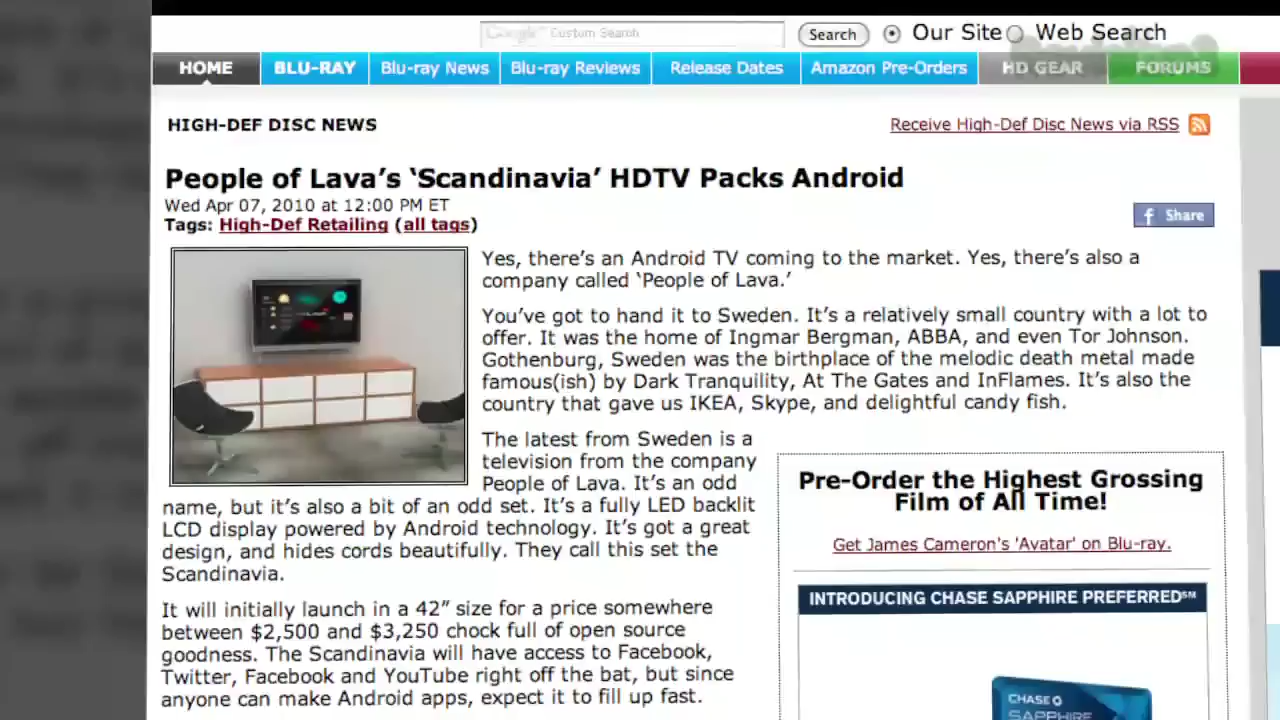 Google Custom Search
Search
Our Site
Web Search
HOME
BLU-RAY
Blu-ray News
Blu-ray Reviews
Release Dates
Amazon Pre-Orders
HD GEAR
FORUMS
HIGH-DEF DISC NEWS
Receive High-Def Disc News via RSS
People of Lava's 'Scandinavia' HDTV Packs Android
Wed Apr 07, 2010 at 12:00 PM ET
Share
Tags: High-Def Retailing (all tags)
Yes, there's an Android TV coming to the market. Yes, there's also a
company called 'People of Lava.'
You've got to hand it to Sweden. It's a relatively small country with a lot to
offer. It was the home of Ingmar Bergman, ABBA, and even Tor Johnson.
Gothenburg, Sweden was the birthplace of the melodic death metal made
famous(ish) by Dark Tranquility, At The Gates and InFlames. It's also the
country that gave us IKEA, Skype, and delightful candy fish.
The latest from Sweden is a
television from the company
People of Lava. It's an odd
name, but it's also a bit of an odd set. It's a fully LED backlit
LCD display powered by Android technology. It's got a great
design, and hides cords beautifully. They call this set the
Scandinavia.
It will initially launch in a 42" size for a price somewhere
between $2,500 and $3,250 chock full of open source
goodness. The Scandinavia will have access to Facebook,
Twitter, Facebook and YouTube right off the bat, but since
anyone can make Android apps, expect it to fill up fast.
Pre-Order the Highest Grossing
Film of All Time!
Get James Cameron's 'Avatar' on Blu-ray.
INTRODUCING CHASE SAPPHIRE PREFERRED℠
CHASE
SAPPHIRE